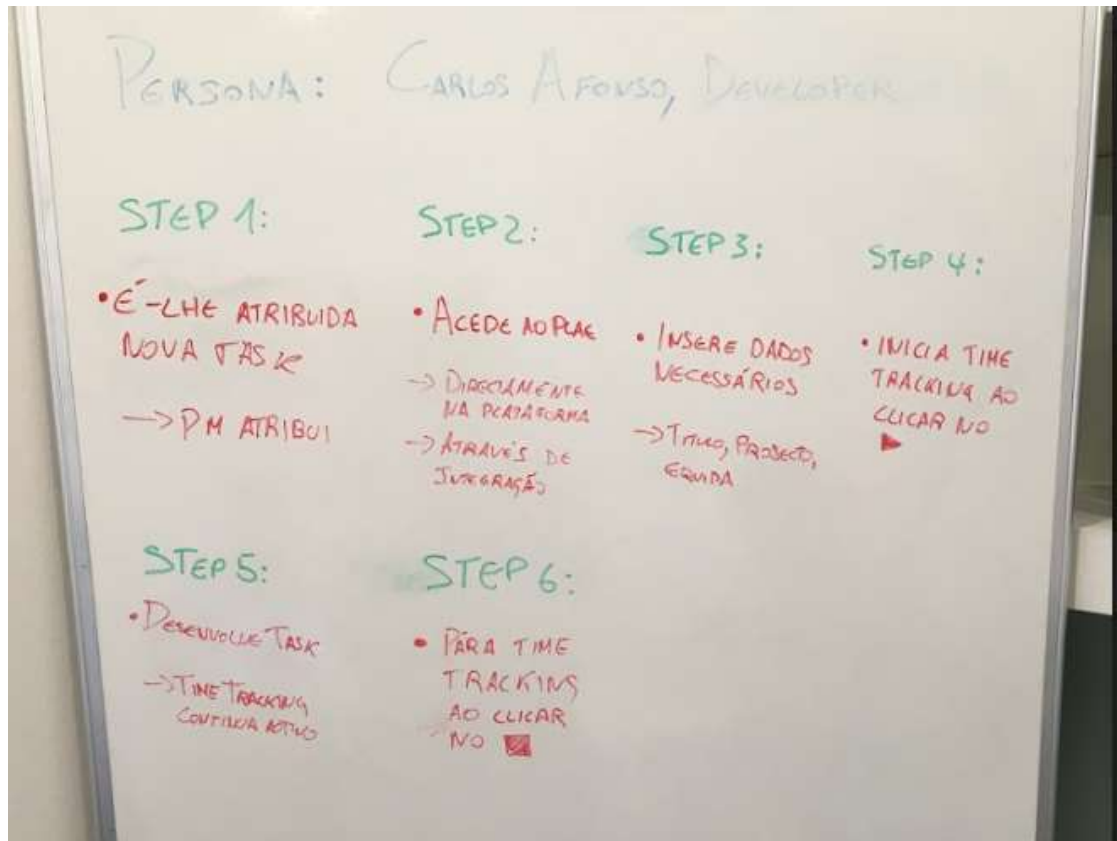 PERSONA: CARLOS AFONSO, DEVELOPER
STEP 1:
• É-LHE ATRIBUIDA
NOVA TASK
—> PM ATRIBUI
STEP 2:
• ACEDE AO PLAE
—> DIRECTAMENTE
NA PLATAFORMA
—> ATRAVÉS DE
INTEGRAÇÃO
STEP 3:
• INSERE DADOS
NECESSÁRIOS
—> TITULO, PROJECTO,
EQUIPA
STEP 4:
• INICIA TIME
TRACKING AO
CLICAR NO
▶
STEP 5:
• DESENVOLVE TASK
—> TIME TRACKING
CONTINUA ACTIVO
STEP 6:
• PÁRA TIME
TRACKING
AO CLICAR
NO ■